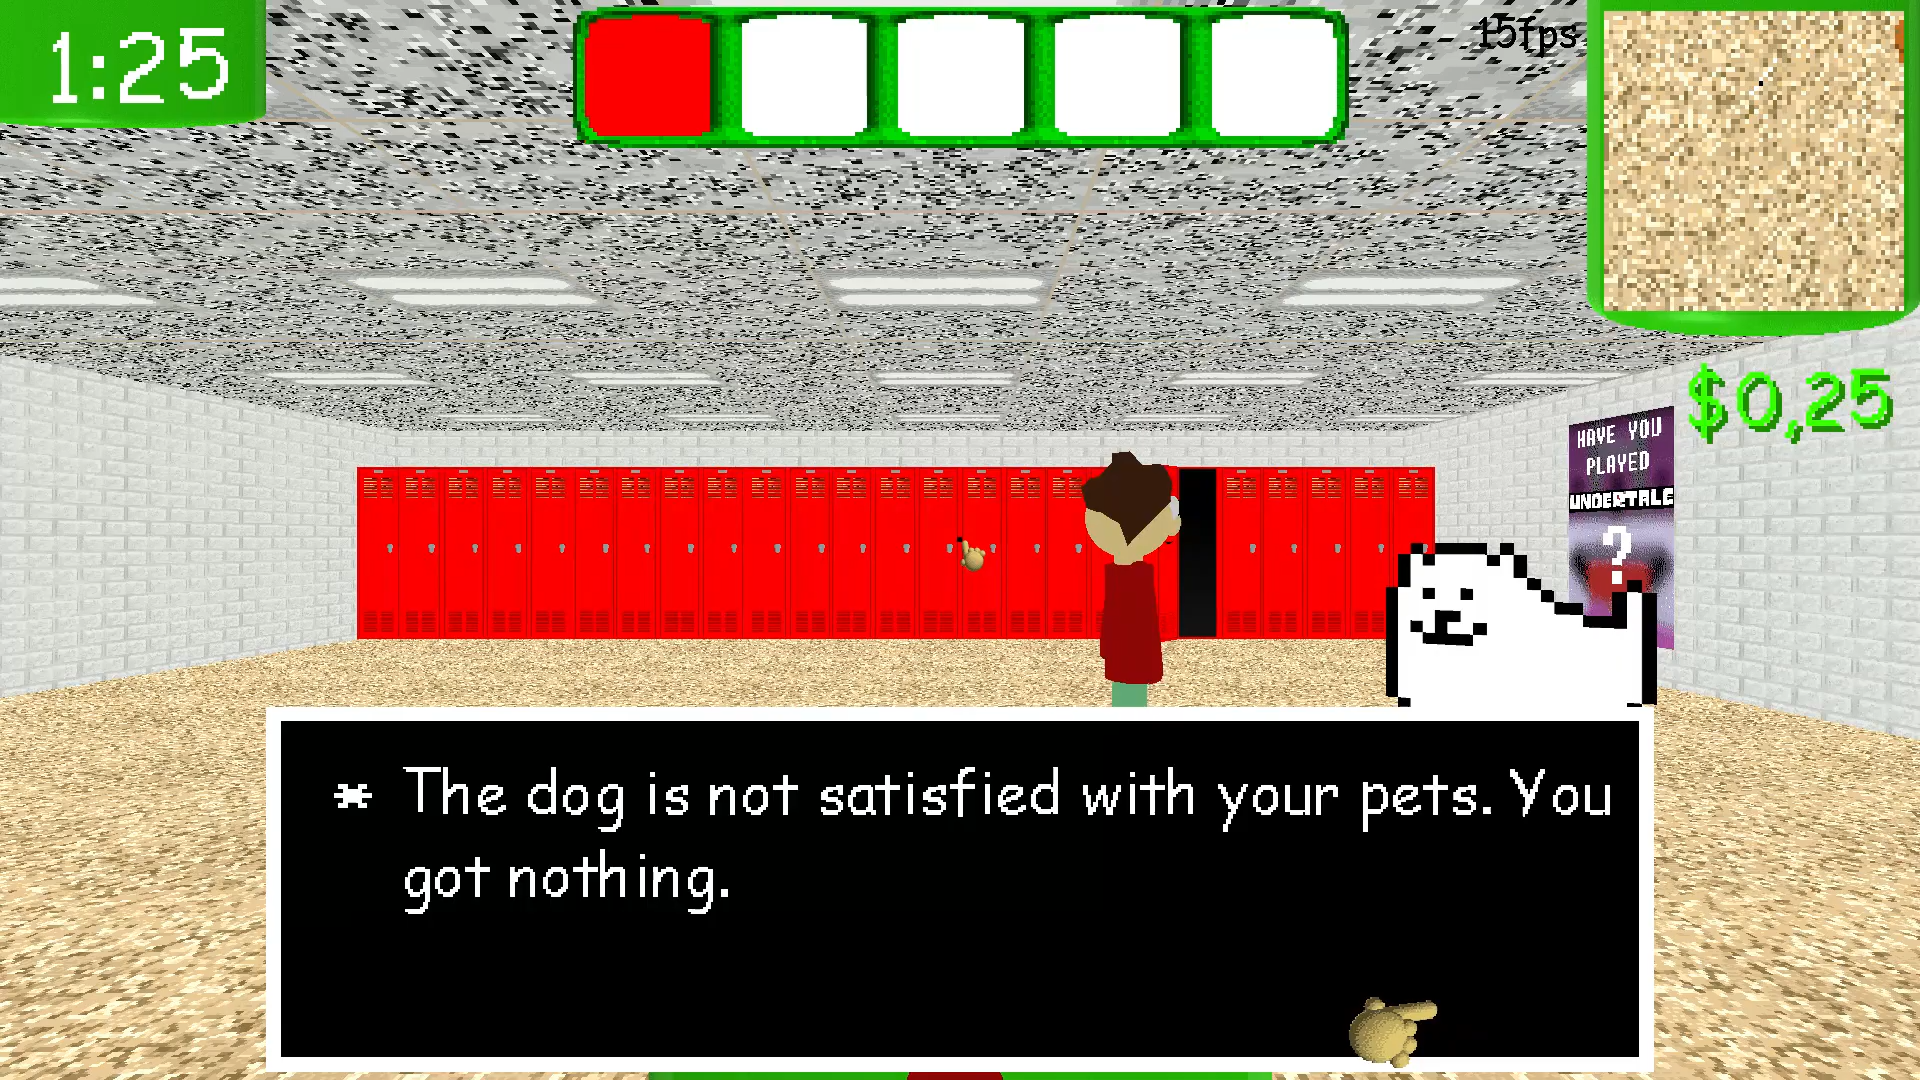 1:25
15fps
$0,25
HAVE YOU
PLAYED
UNDERTALE
?
* The dog is not satisfied with your pets. You
got nothing.